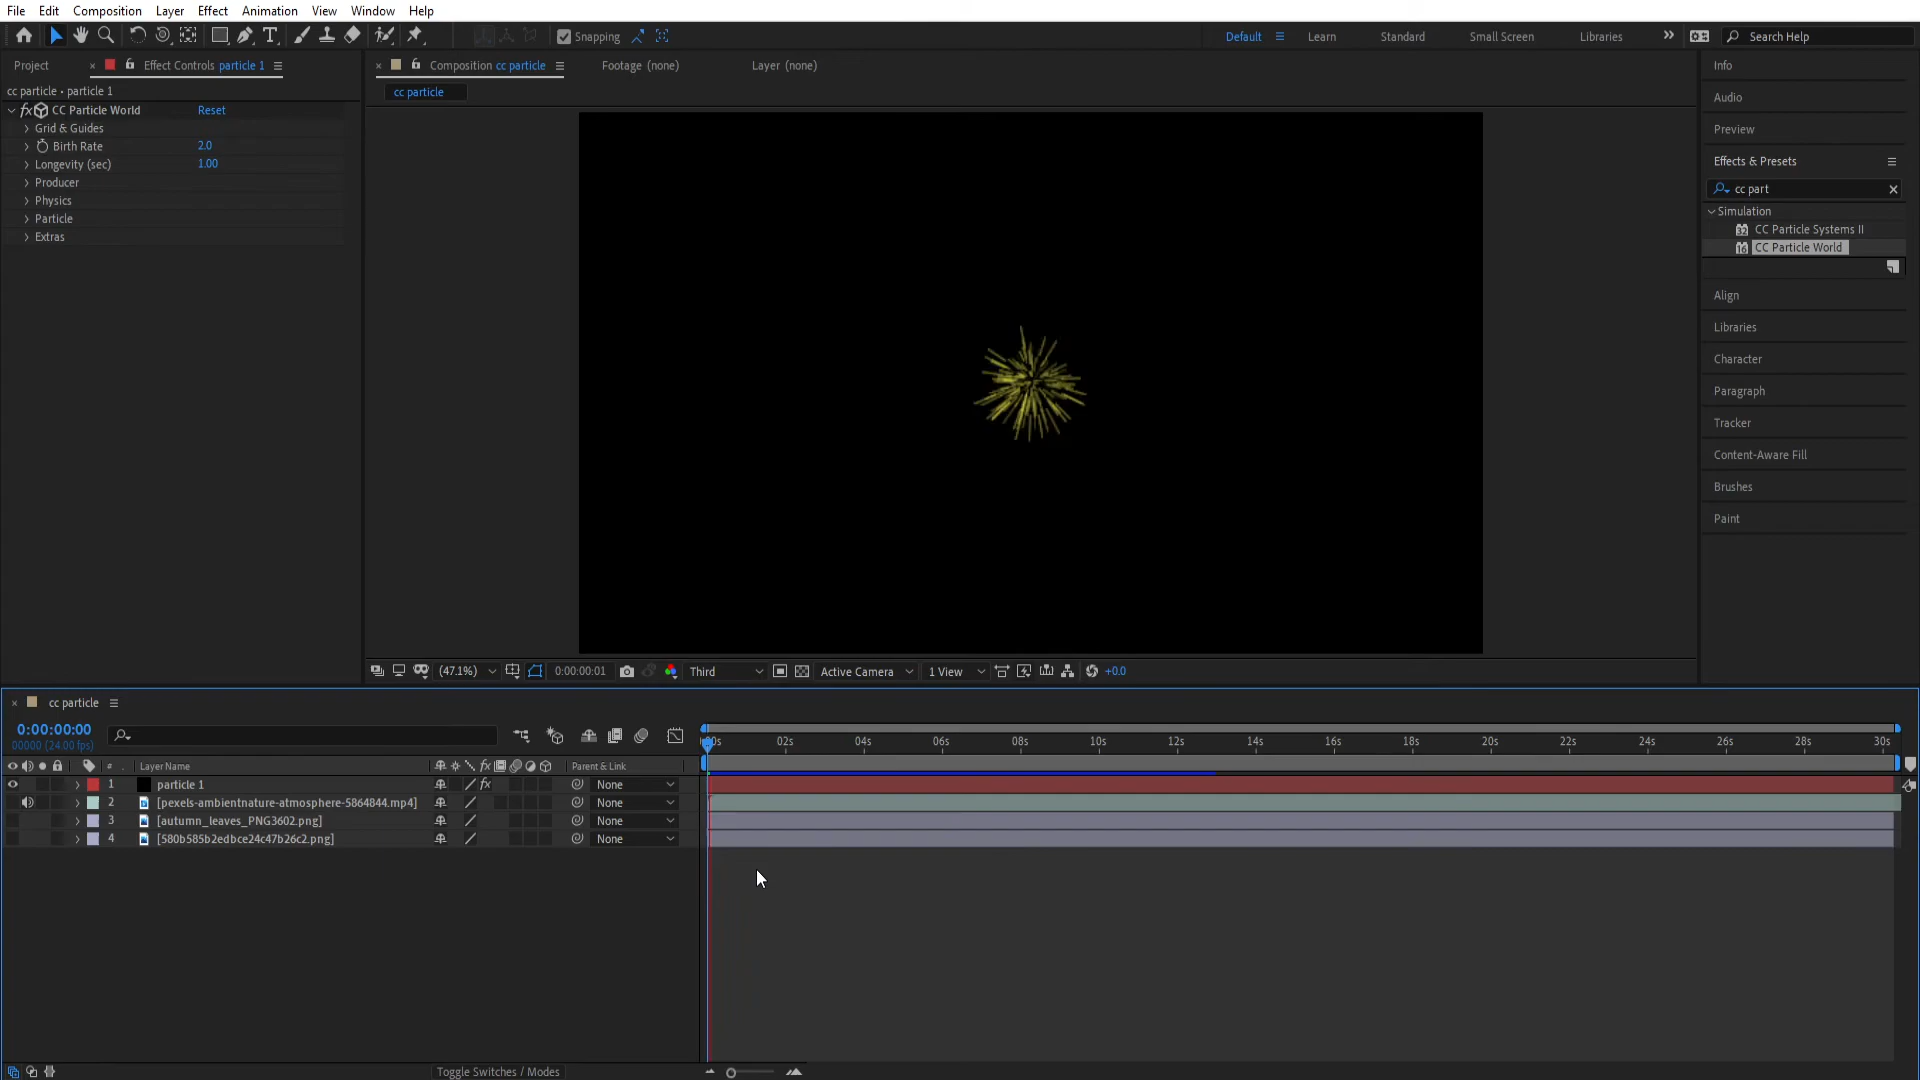 File Edit Composition Layer Effect Animation View Window Help
Snapping
Default Learn Standard Small Screen Libraries Search Help
Project Effect Controls particle 1
cc particle • particle 1
fx CC Particle World Reset
Grid & Guides
Birth Rate 2.0
Longevity (sec) 1.00
Producer
Physics
Particle
Extras
Composition cc particle Footage (none) Layer (none)
cc particle
(47.1%) 0:00:00:01 Third Active Camera 1 View +0.0
Info
Audio
Preview
Effects & Presets
cc part
Simulation
32 CC Particle Systems II
16 CC Particle World
Align
Libraries
Character
Paragraph
Tracker
Content-Aware Fill
Brushes
Paint
cc particle
0:00:00:00
00000 (24.00 fps)
00s 02s 04s 06s 08s 10s 12s 14s 16s 18s 20s 22s 24s 26s 28s 30s
# Layer Name fx Parent & Link
1 particle 1 fx None
2 [pexels-ambientnature-atmosphere-5864844.mp4] None
3 [autumn_leaves_PNG3602.png] None
4 [580b585b2edbce24c47b26c2.png] None
Toggle Switches / Modes